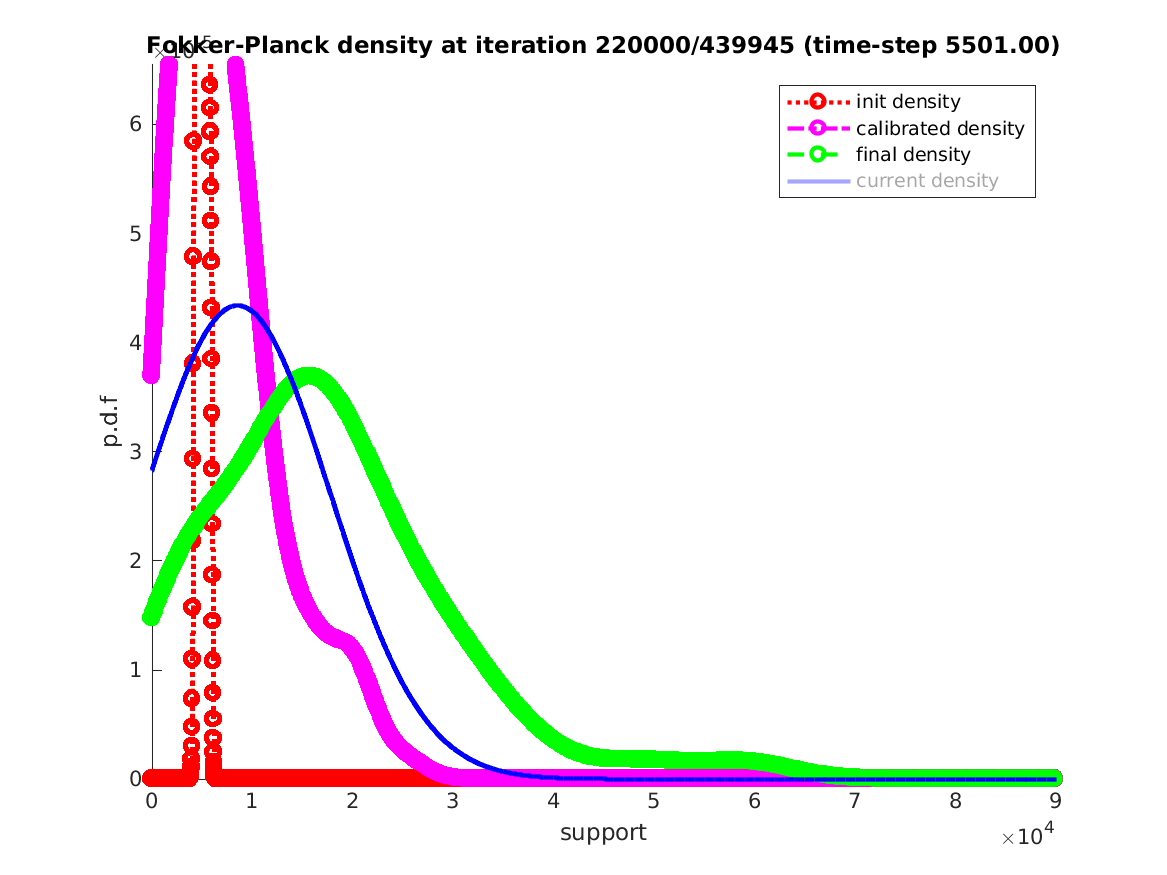 Fokker-Planck density at iteration 220000/439945 (time-step 5501.00)
init density
calibrated density
final density
current density
6
5
4
3
2
1
0
p.d.f
0 1 2 3 4 5 6 7 8 9
support
×10^4